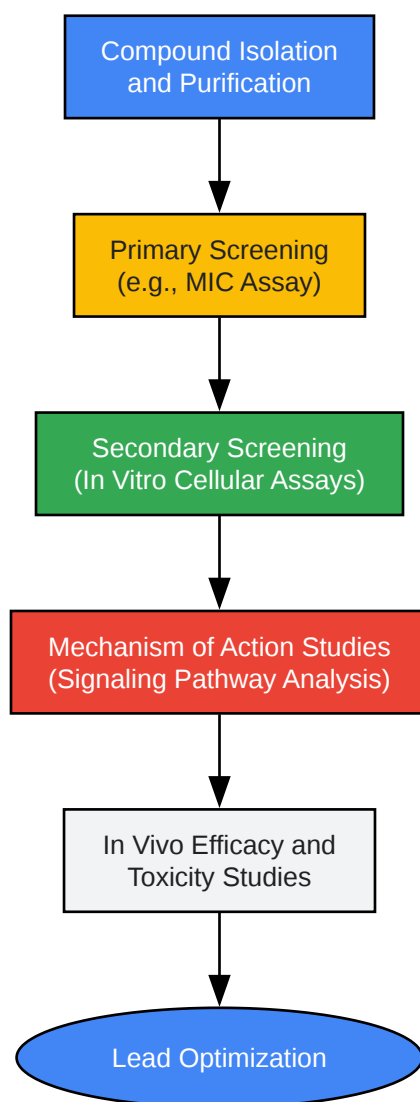 Compound Isolation
and Purification
Primary Screening
(e.g., MIC Assay)
Secondary Screening
(In Vitro Cellular Assays)
Mechanism of Action Studies
(Signaling Pathway Analysis)
In Vivo Efficacy and
Toxicity Studies
Lead Optimization